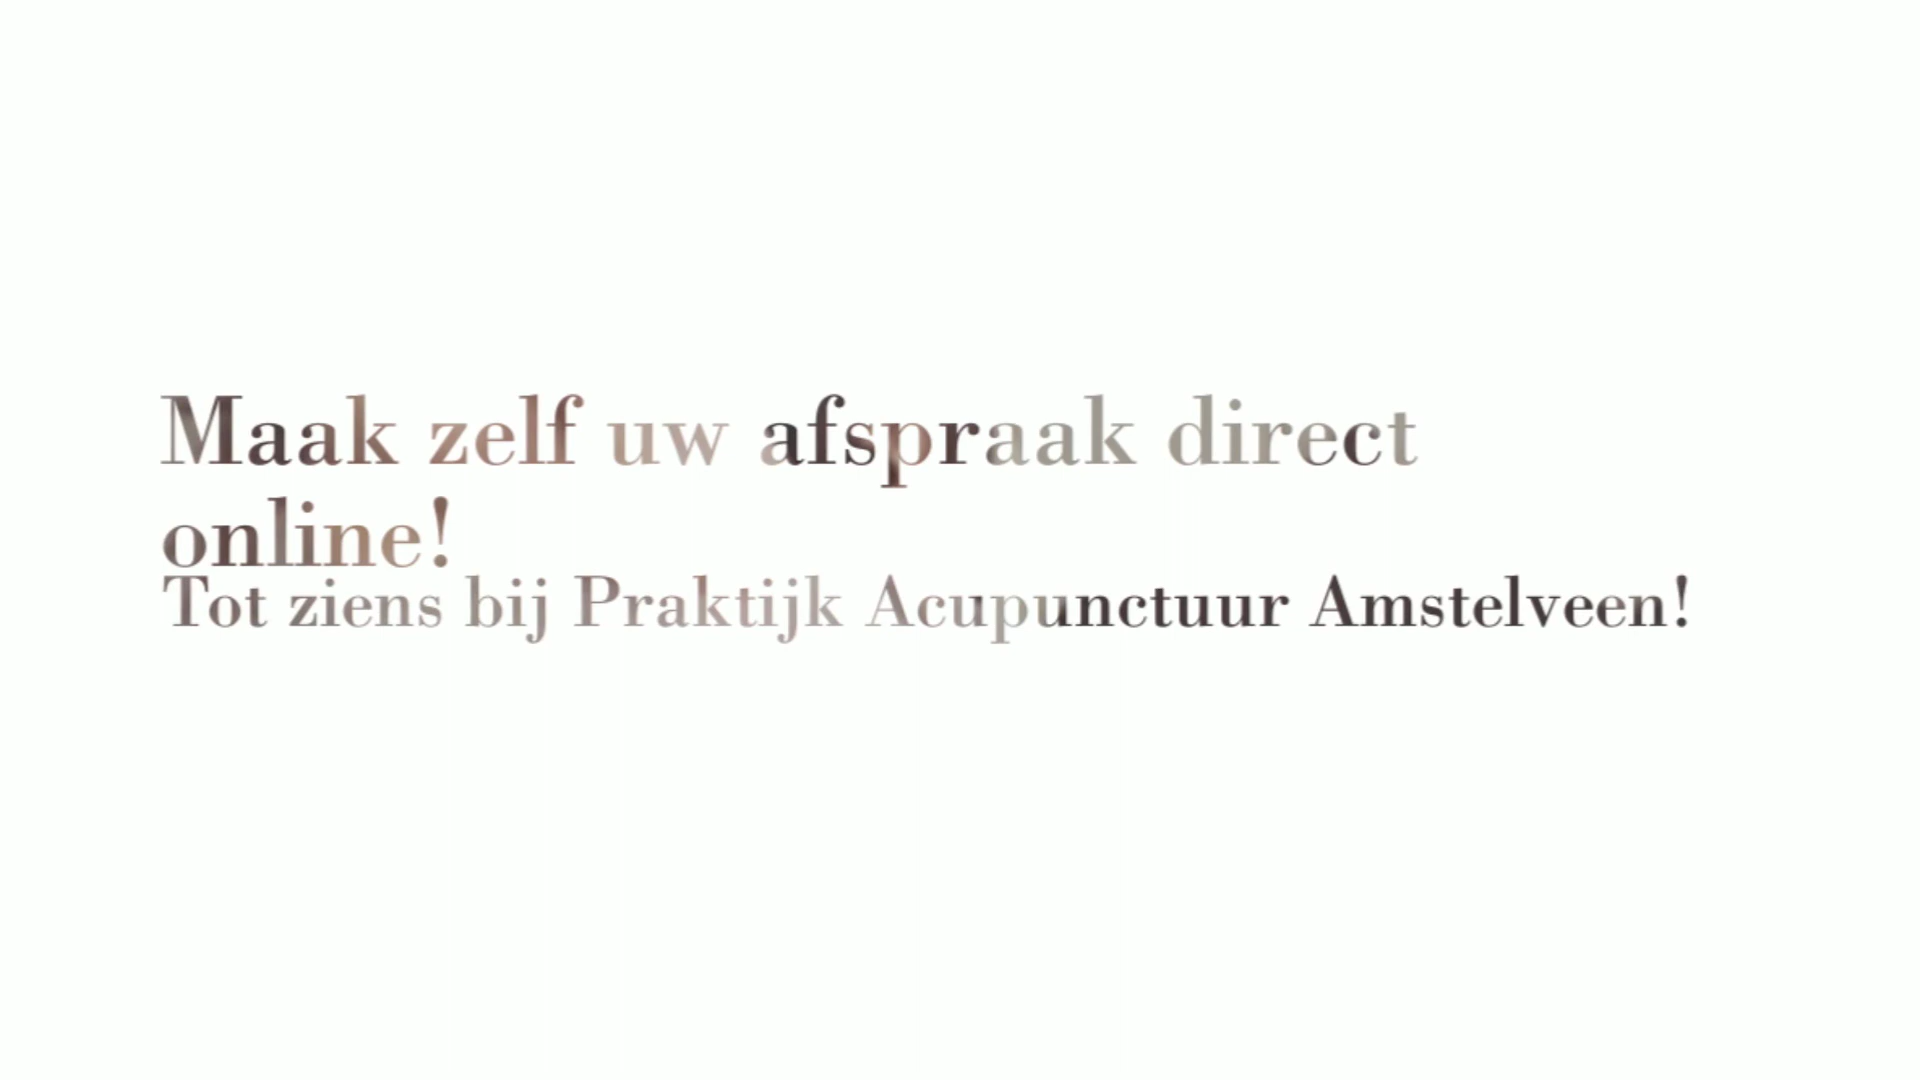 Maak zelf uw afspraak direct
online!
Tot ziens bij Praktijk Acupunctuur Amstelveen!